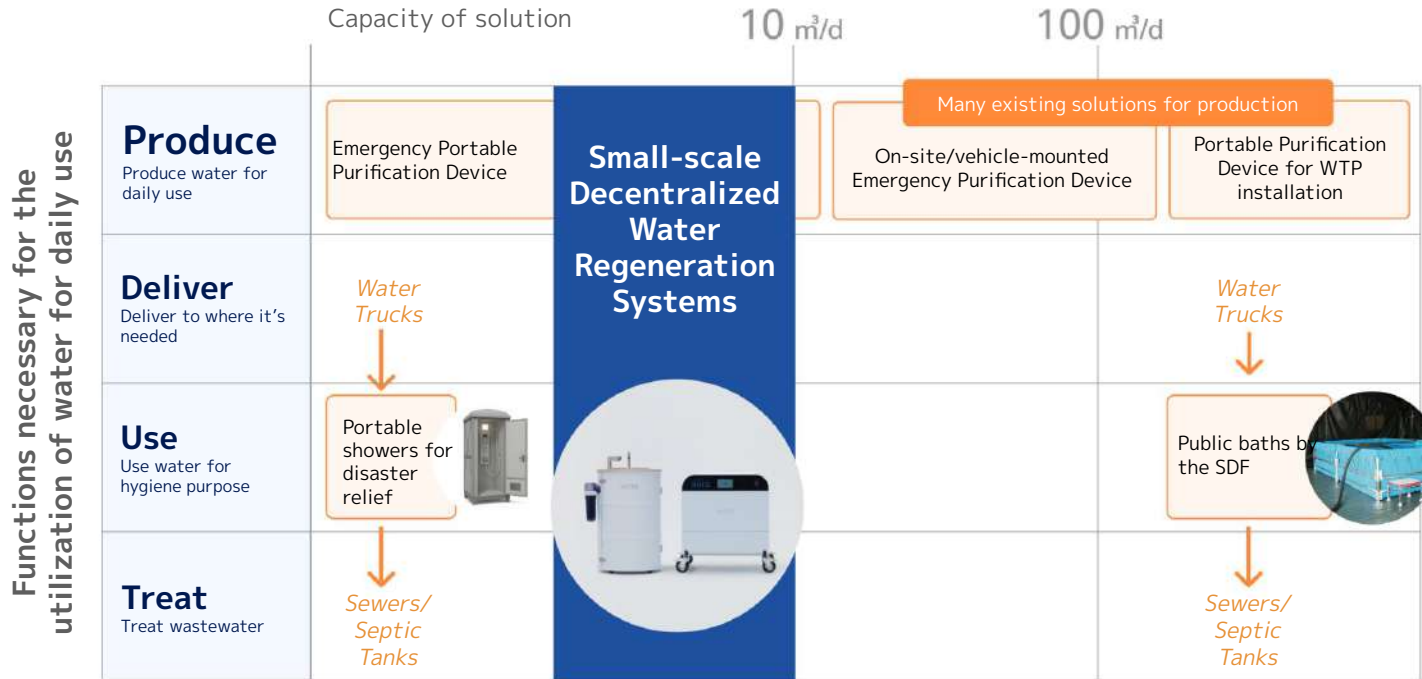 Capacity of solution
10 m³/d
100 m³/d
Functions necessary for the
utilization of water for daily use
Many existing solutions for production
Produce
Produce water for
daily use
Emergency Portable
Purification Device
Small-scale
Decentralized
Water
Regeneration
Systems
On-site/vehicle-mounted
Emergency Purification Device
Portable Purification
Device for WTP
installation
Deliver
Deliver to where it's
needed
Water
Trucks
Water
Trucks
Use
Use water for
hygiene purpose
Portable
showers for
disaster
relief
Public baths by
the SDF
Treat
Treat wastewater
Sewers/
Septic
Tanks
Sewers/
Septic
Tanks